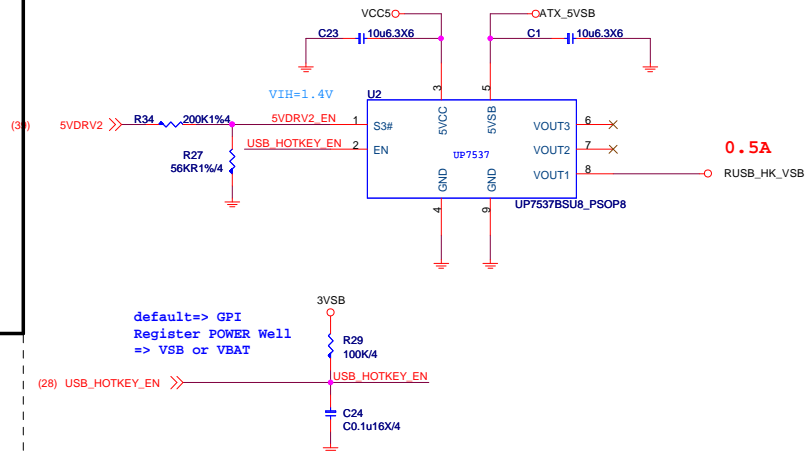 VCC5
ATX_5VSB
C23
10u6.3X6
C1
10u6.3X6
VIH=1.4V
U2
3
5
R34
200K1%4
5VDRV2
5VDRV2_EN
1
S3#
5VCC
5VSB
VOUT3
6
USB_HOTKEY_EN
2
EN
UP7537
VOUT2
7
0.5A
R27
56KR1%/4
GND
GND
VOUT1
8
RUSB_HK_VSB
4
9
UP7537BSU8_PSOP8
3VSB
default=> GPI
Register POWER Well
=> VSB or VBAT
R29
100K/4
(28) USB_HOTKEY_EN
USB_HOTKEY_EN
C24
C0.1u16X/4